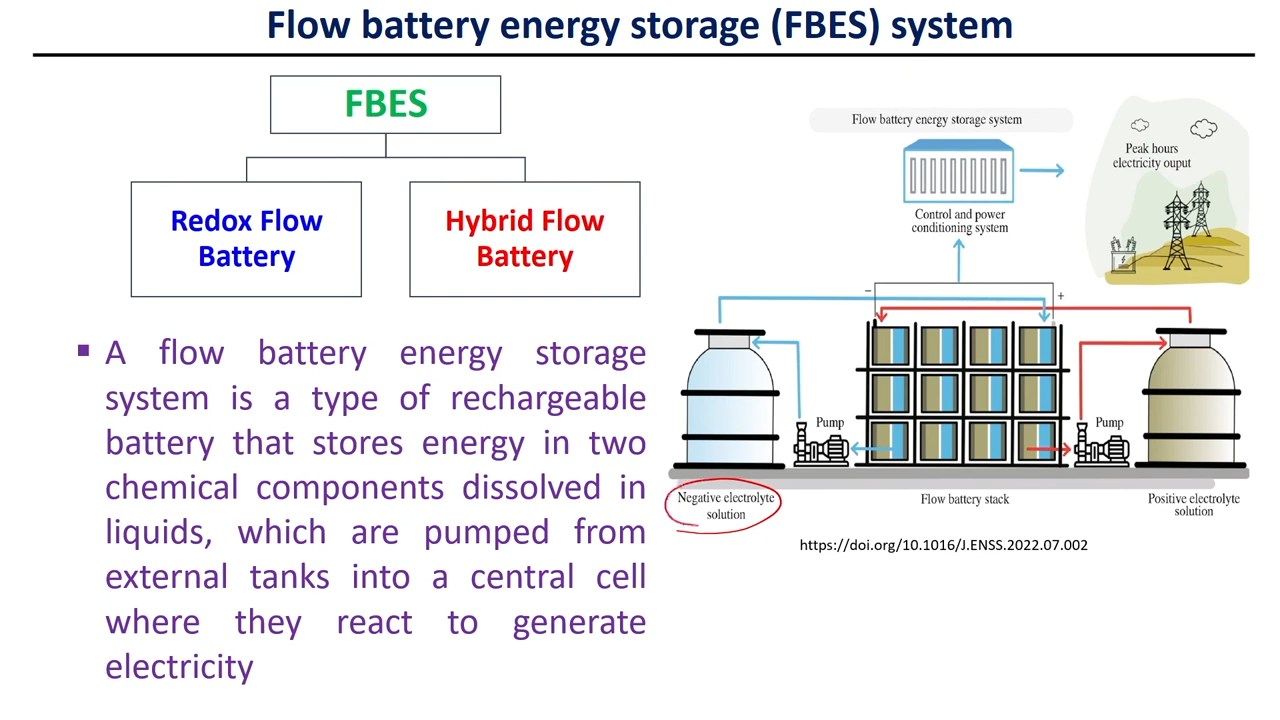 Flow battery energy storage (FBES) system
FBES
Redox Flow
Battery
Hybrid Flow
Battery
▪ A flow battery energy storage
system is a type of rechargeable
battery that stores energy in two
chemical components dissolved in
liquids, which are pumped from
external tanks into a central cell
where they react to generate
electricity
Flow battery energy storage system
Peak hours
electricity ouput
Control and power
conditioning system
−
+
Pump
Pump
Negative electrolyte
solution
Flow battery stack
Positive electrolyte
solution
https://doi.org/10.1016/J.ENSS.2022.07.002